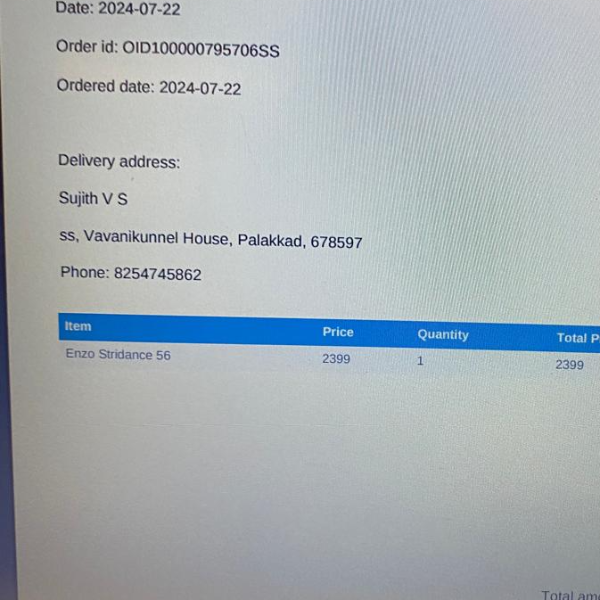 Date: 2024-07-22
Order id: OID100000795706SS
Ordered date: 2024-07-22
Delivery address:
Sujith V S
ss, Vavanikunnel House, Palakkad, 678597
Phone: 8254745862
Item Price Quantity Total
Enzo Stridance 56 2399 1 2399
Total